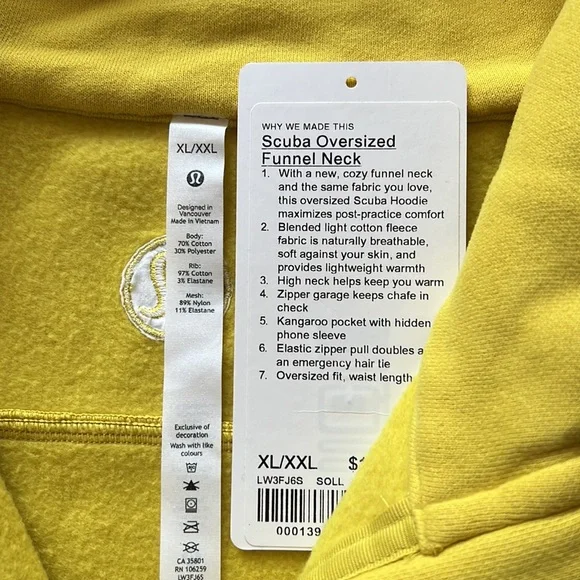 XL/XXL
Designed in
Vancouver
Made in Vietnam
Body:
70% Cotton
30% Polyester
Rib:
97% Cotton
3% Elastane
Mesh:
89% Nylon
11% Elastane
Exclusive of
decoration
Wash with like
colours
CA 35801
RN 106259
LW3FJ6S
WHY WE MADE THIS
Scuba Oversized
Funnel Neck
1. With a new, cozy funnel neck
and the same fabric you love,
this oversized Scuba Hoodie
maximizes post-practice comfort
2. Blended light cotton fleece
fabric is naturally breathable,
soft against your skin, and
provides lightweight warmth
3. High neck helps keep you warm
4. Zipper garage keeps chafe in
check
5. Kangaroo pocket with hidden
phone sleeve
6. Elastic zipper pull doubles a
an emergency hair tie
7. Oversized fit, waist length
XL/XXL $1
LW3FJ6S SOLL
000139